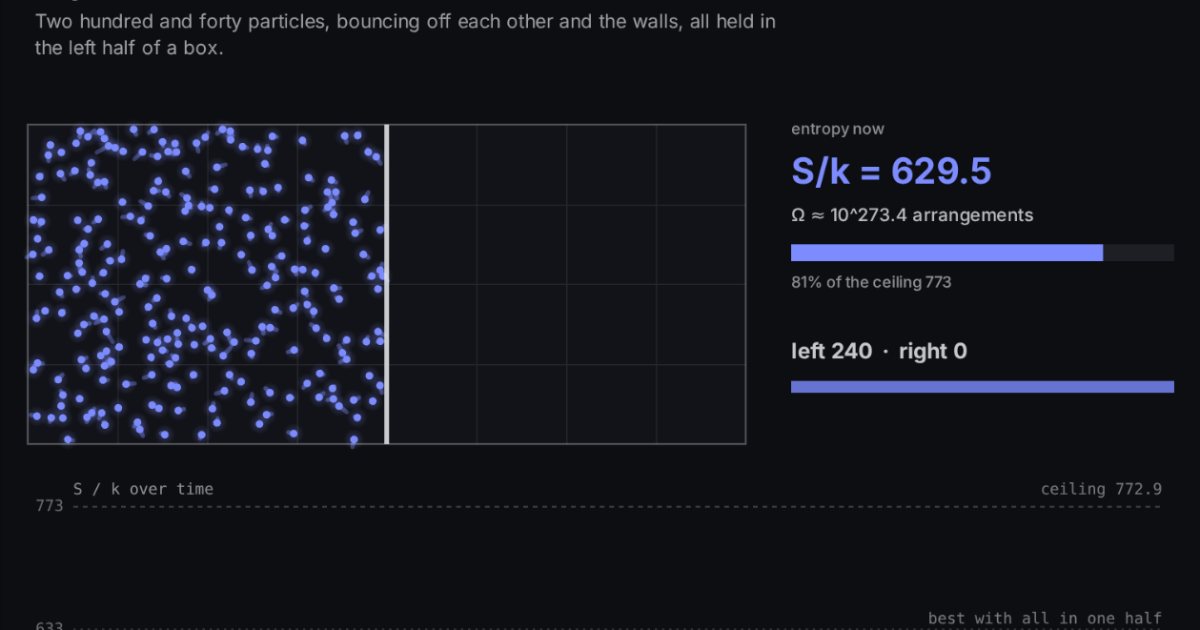 Two hundred and forty particles, bouncing off each other and the walls, all held in
the left half of a box.
entropy now
S/k = 629.5
Ω ≈ 10^273.4 arrangements
81% of the ceiling 773
left 240 · right 0
S / k over time
ceiling 772.9
773
best with all in one half
633